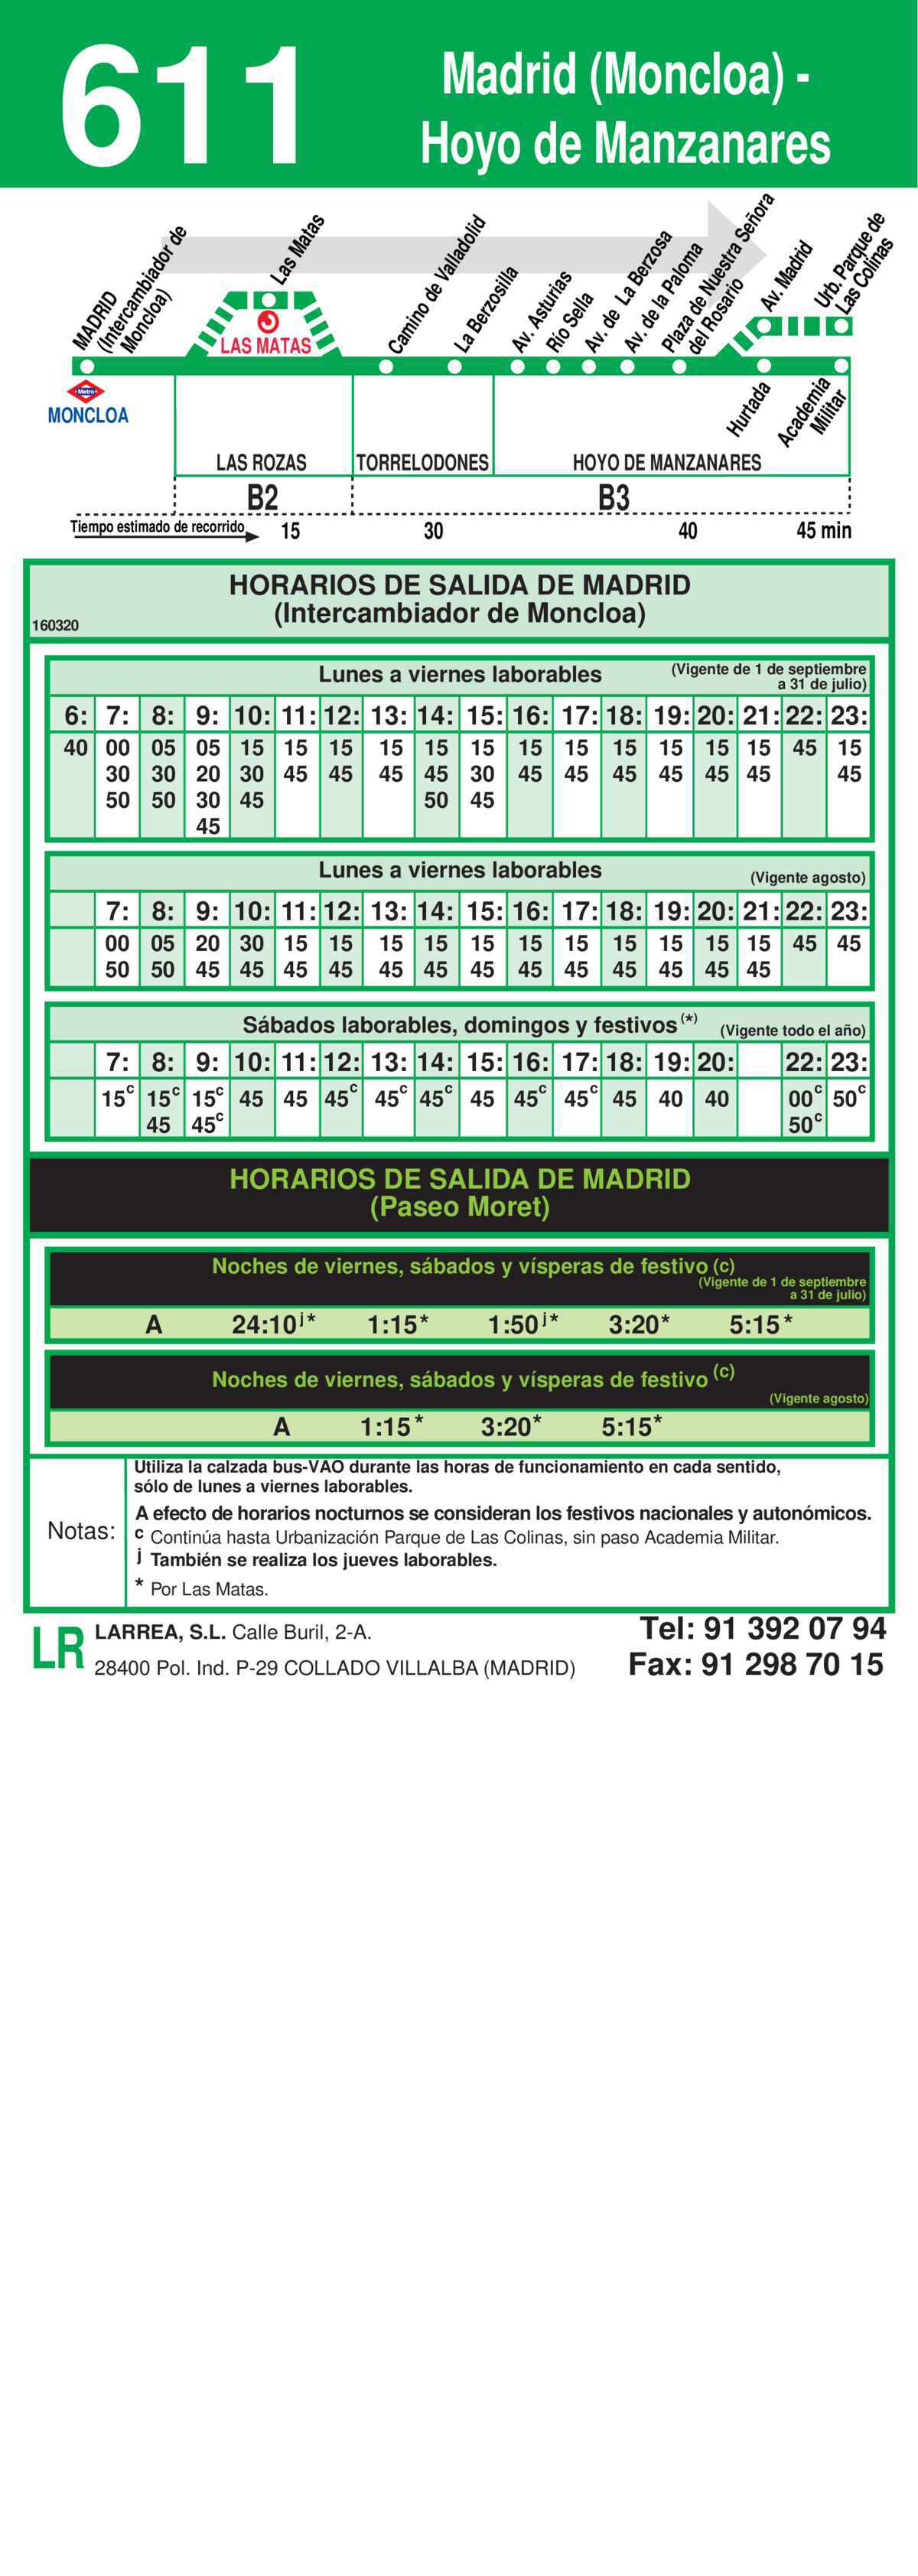 611
Madrid (Moncloa) -
Hoyo de Manzanares
MADRID
(Intercambiador de
Moncloa)
Las Matas
Camino de Valladolid
La Berzosilla
Av. Asturias
Río Sella
Av. de La Berzosa
Av. de la Paloma
Plaza de Nuestra Señora
del Rosario
Av. Madrid
Urb. Parque de
Las Colinas
LAS MATAS
Metro
MONCLOA
Hurtada
Academia
Militar
LAS ROZAS TORRELODONES HOYO DE MANZANARES
B2 B3
Tiempo estimado de recorrido 15 30 40 45 min
HORARIOS DE SALIDA DE MADRID
(Intercambiador de Moncloa)
160320
Lunes a viernes laborables (Vigente de 1 de septiembre
a 31 de julio)
6: 7: 8: 9: 10: 11: 12: 13: 14: 15: 16: 17: 18: 19: 20: 21: 22: 23:
40 00 05 05 15 15 15 15 15 15 15 15 15 15 15 15 45 15
30 30 20 30 45 45 45 45 30 45 45 45 45 45 45 45
50 50 30 45 50 45
45
Lunes a viernes laborables (Vigente agosto)
7: 8: 9: 10: 11: 12: 13: 14: 15: 16: 17: 18: 19: 20: 21: 22: 23:
00 05 20 30 15 15 15 15 15 15 15 15 15 15 15 45 45
50 50 45 45 45 45 45 45 45 45 45 45 45 45 45
Sábados laborables, domingos y festivos (*) (Vigente todo el año)
7: 8: 9: 10: 11: 12: 13: 14: 15: 16: 17: 18: 19: 20: 22: 23:
15c 15c 15c 45 45 45c 45c 45c 45 45c 45c 45 40 40 00c 50c
45 45c 50c
HORARIOS DE SALIDA DE MADRID
(Paseo Moret)
Noches de viernes, sábados y vísperas de festivo (c)
(Vigente de 1 de septiembre
a 31 de julio)
A 24:10j* 1:15* 1:50j* 3:20* 5:15*
Noches de viernes, sábados y vísperas de festivo (c)
(Vigente agosto)
A 1:15* 3:20* 5:15*
Notas:
Utiliza la calzada bus-VAO durante las horas de funcionamiento en cada sentido,
sólo de lunes a viernes laborables.
A efecto de horarios nocturnos se consideran los festivos nacionales y autonómicos.
c Continúa hasta Urbanización Parque de Las Colinas, sin paso Academia Militar.
j También se realiza los jueves laborables.
* Por Las Matas.
LR LARREA, S.L. Calle Buril, 2-A.
28400 Pol. Ind. P-29 COLLADO VILLALBA (MADRID)
Tel: 91 392 07 94
Fax: 91 298 70 15